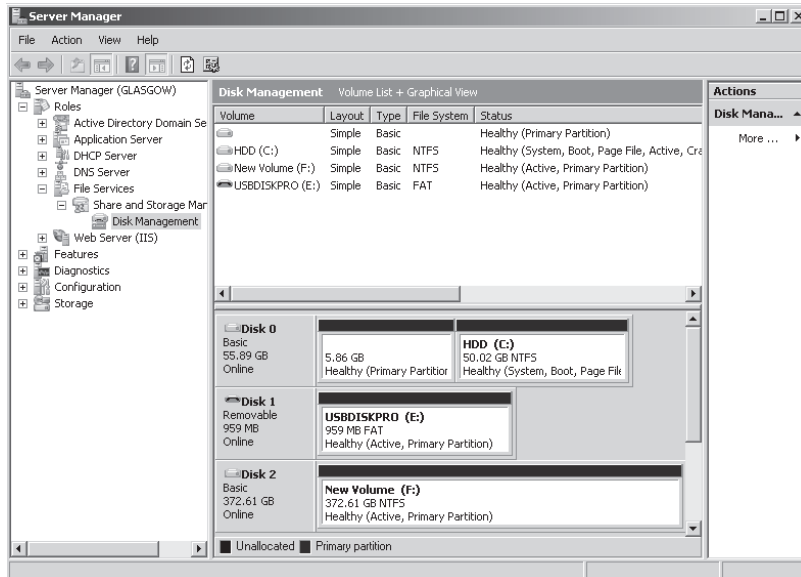 Server Manager
File Action View Help
Server Manager (GLASGOW)
Roles
Active Directory Domain Se
Application Server
DHCP Server
DNS Server
File Services
Share and Storage Mar
Disk Management
Web Server (IIS)
Features
Diagnostics
Configuration
Storage
Disk Management Volume List + Graphical View
Volume Layout Type File System Status
Simple Basic Healthy (Primary Partition)
HDD (C:) Simple Basic NTFS Healthy (System, Boot, Page File, Active, Cra
New Volume (F:) Simple Basic NTFS Healthy (Active, Primary Partition)
USBDISKPRO (E:) Simple Basic FAT Healthy (Active, Primary Partition)
Disk 0
Basic
55.89 GB
Online
5.86 GB
Healthy (Primary Partitior
HDD (C:)
50.02 GB NTFS
Healthy (System, Boot, Page File
Disk 1
Removable
959 MB
Online
USBDISKPRO (E:)
959 MB FAT
Healthy (Active, Primary Partition)
Disk 2
Basic
372.61 GB
Online
New Volume (F:)
372.61 GB NTFS
Healthy (Active, Primary Partition)
Unallocated Primary partition
Actions
Disk Mana...
More ...